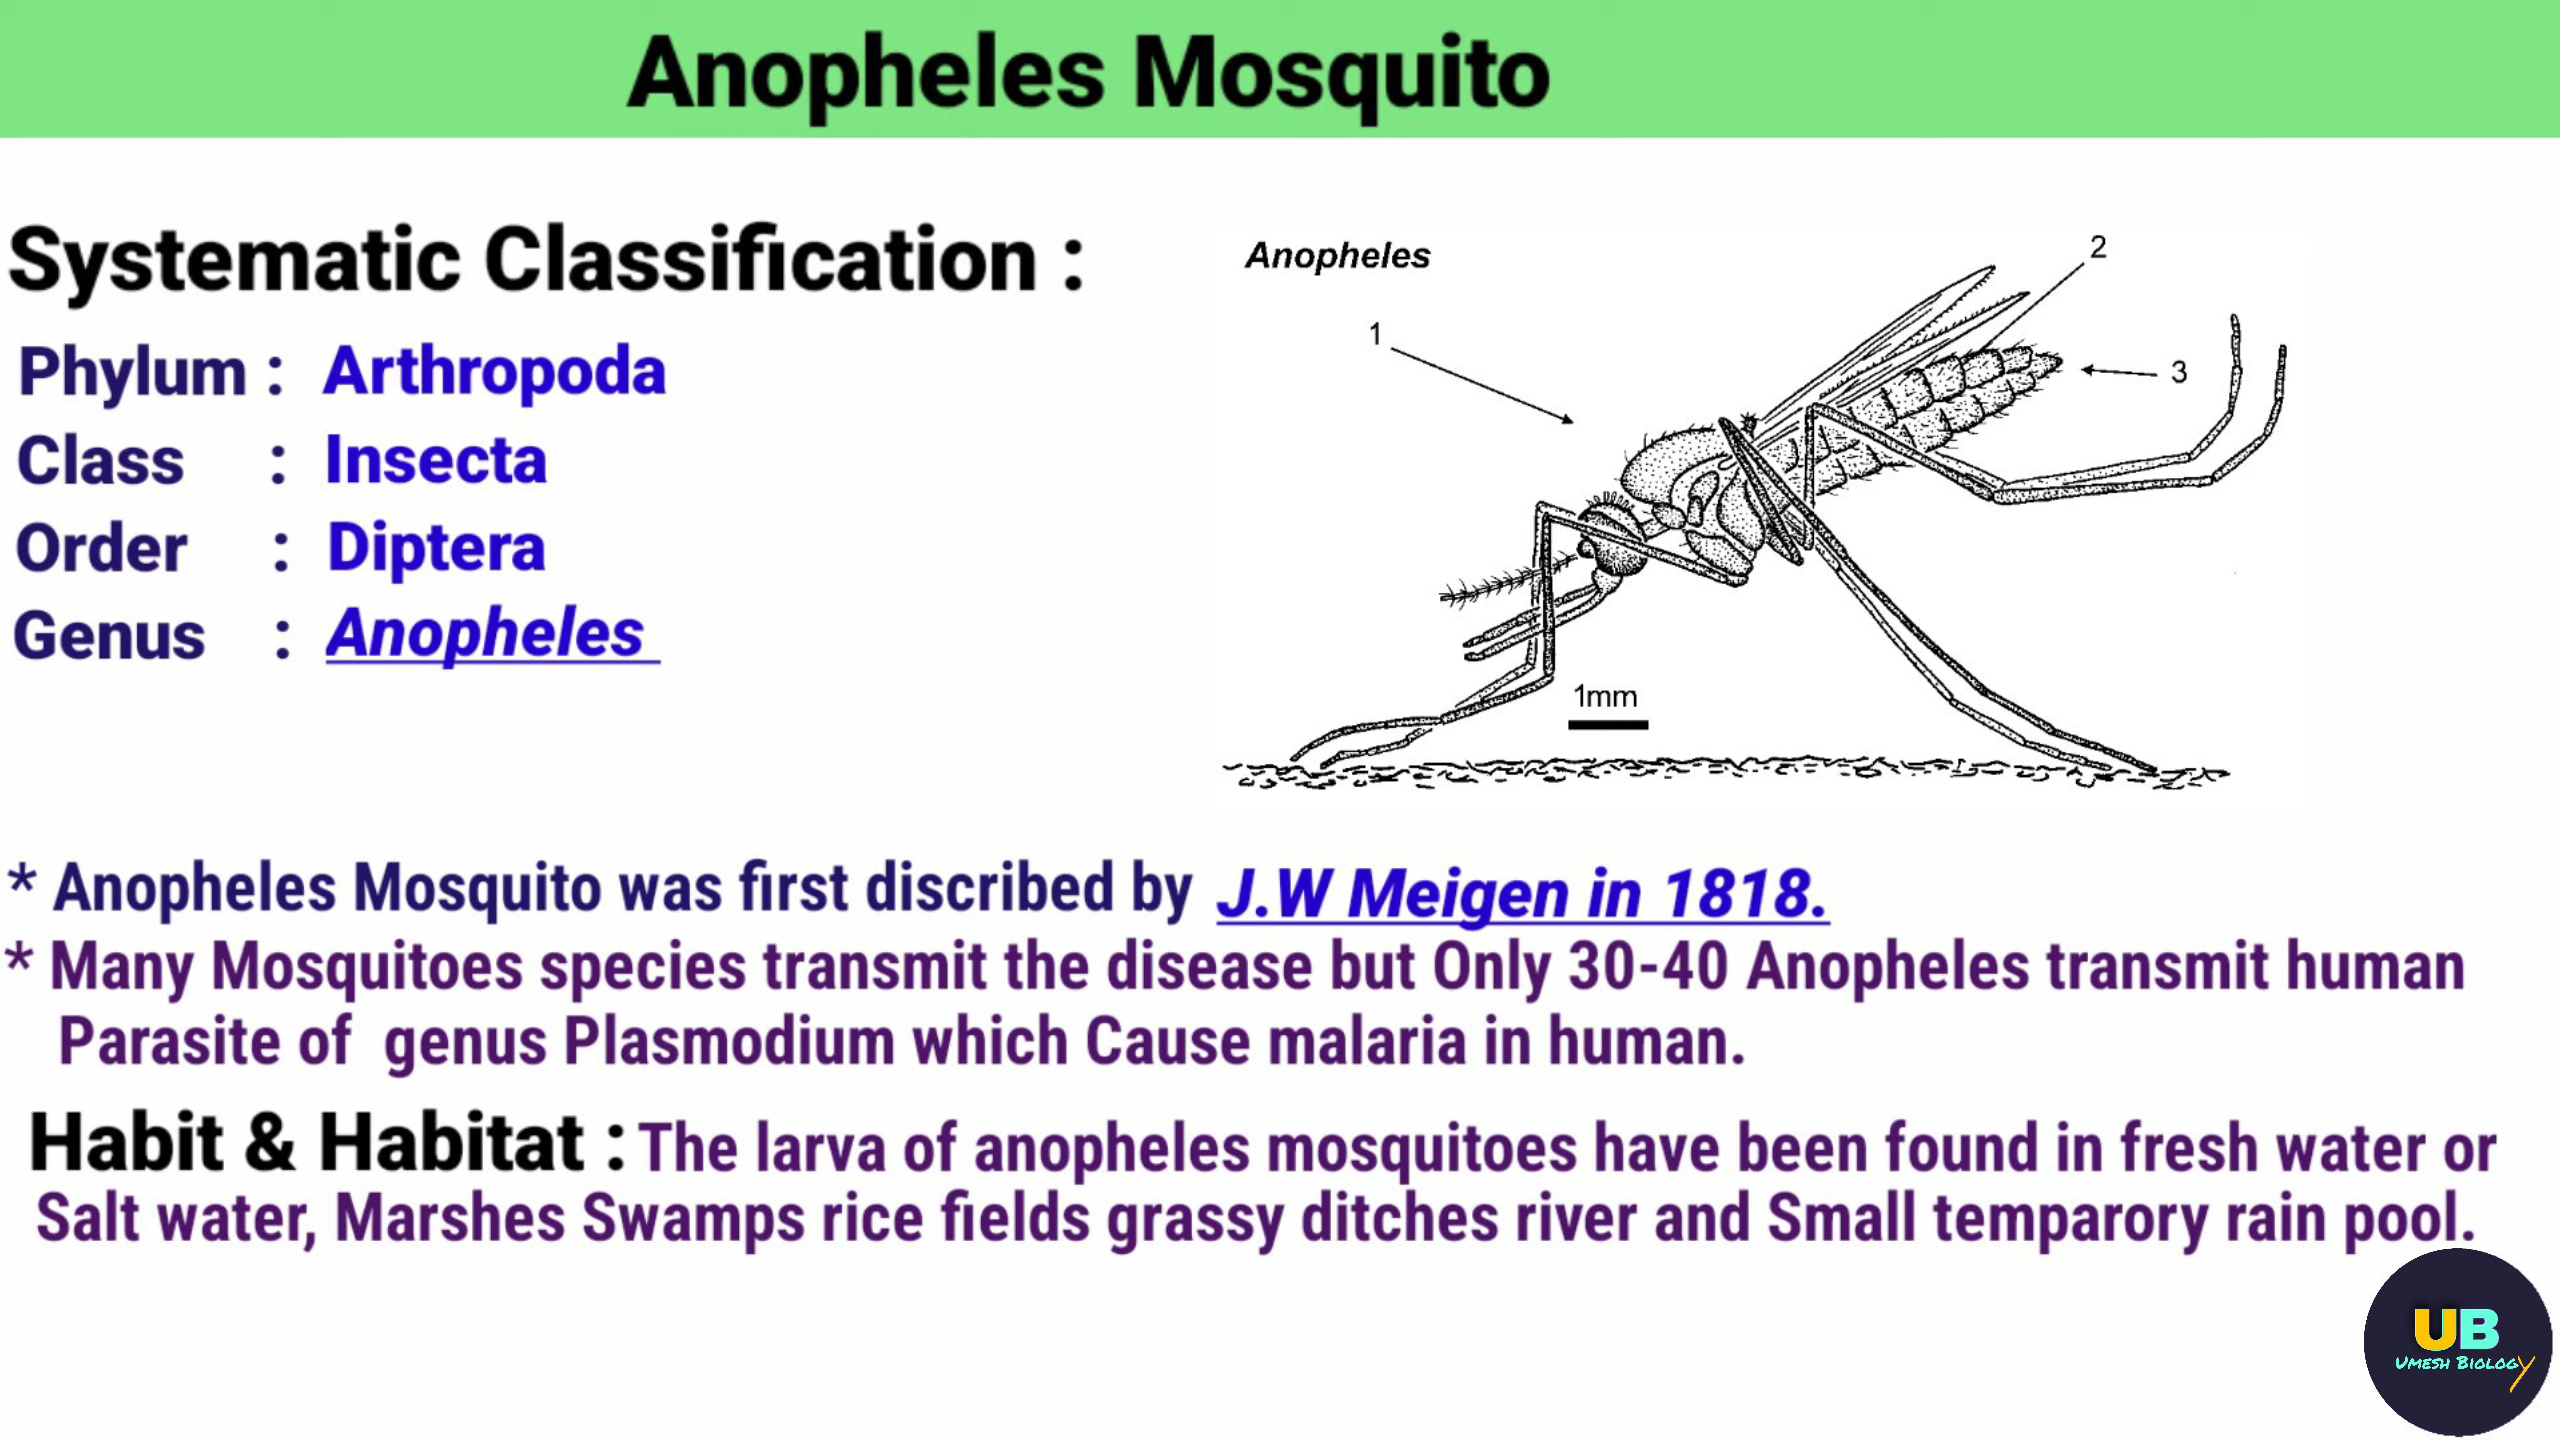 Anopheles Mosquito
Systematic Classification :
Phylum : Arthropoda
Class : Insecta
Order : Diptera
Genus : Anopheles
Anopheles
1
2
3
1mm
* Anopheles Mosquito was first discribed by J.W Meigen in 1818.
* Many Mosquitoes species transmit the disease but Only 30-40 Anopheles transmit human
Parasite of genus Plasmodium which Cause malaria in human.
Habit & Habitat : The larva of anopheles mosquitoes have been found in fresh water or
Salt water, Marshes Swamps rice fields grassy ditches river and Small temparory rain pool.
UB
UMESH BIOLOGY